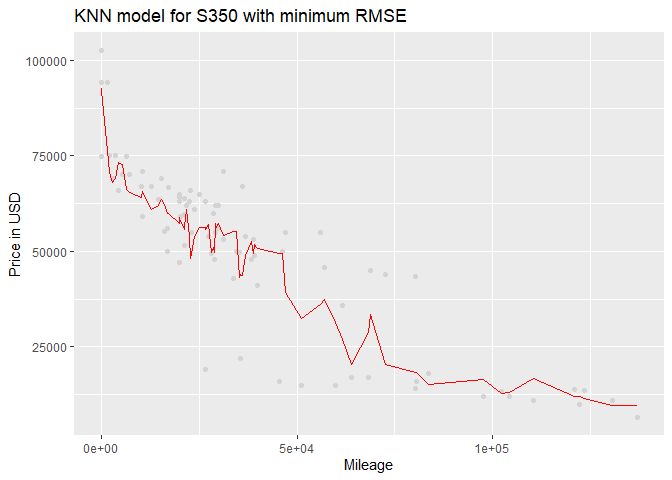 KNN model for S350 with minimum RMSE
Price in USD
100000
75000
50000
25000
0e+00
5e+04
1e+05
Mileage